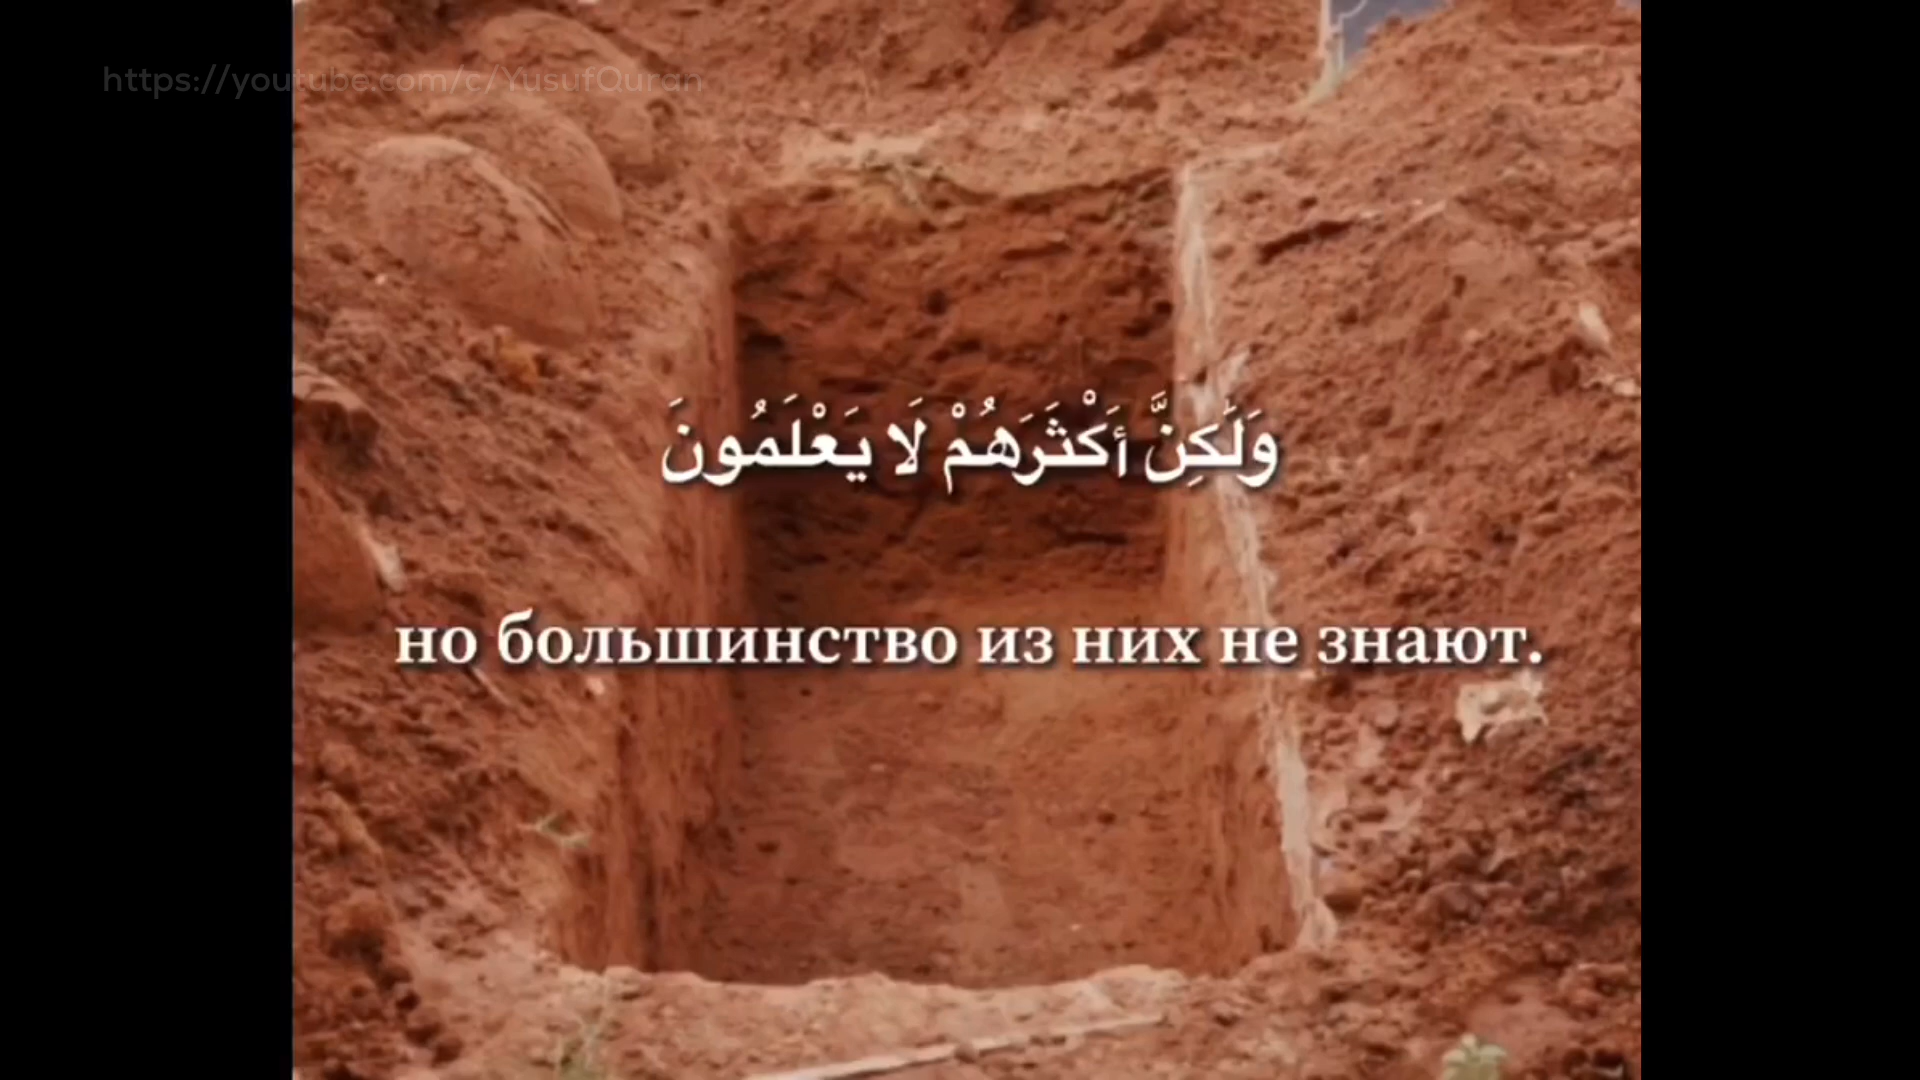 https://youtube.com/c/YusufQuran
وَلَٰكِنَّ أَكْثَرَهُمْ لَا يَعْلَمُونَ
но большинство из них не знают.